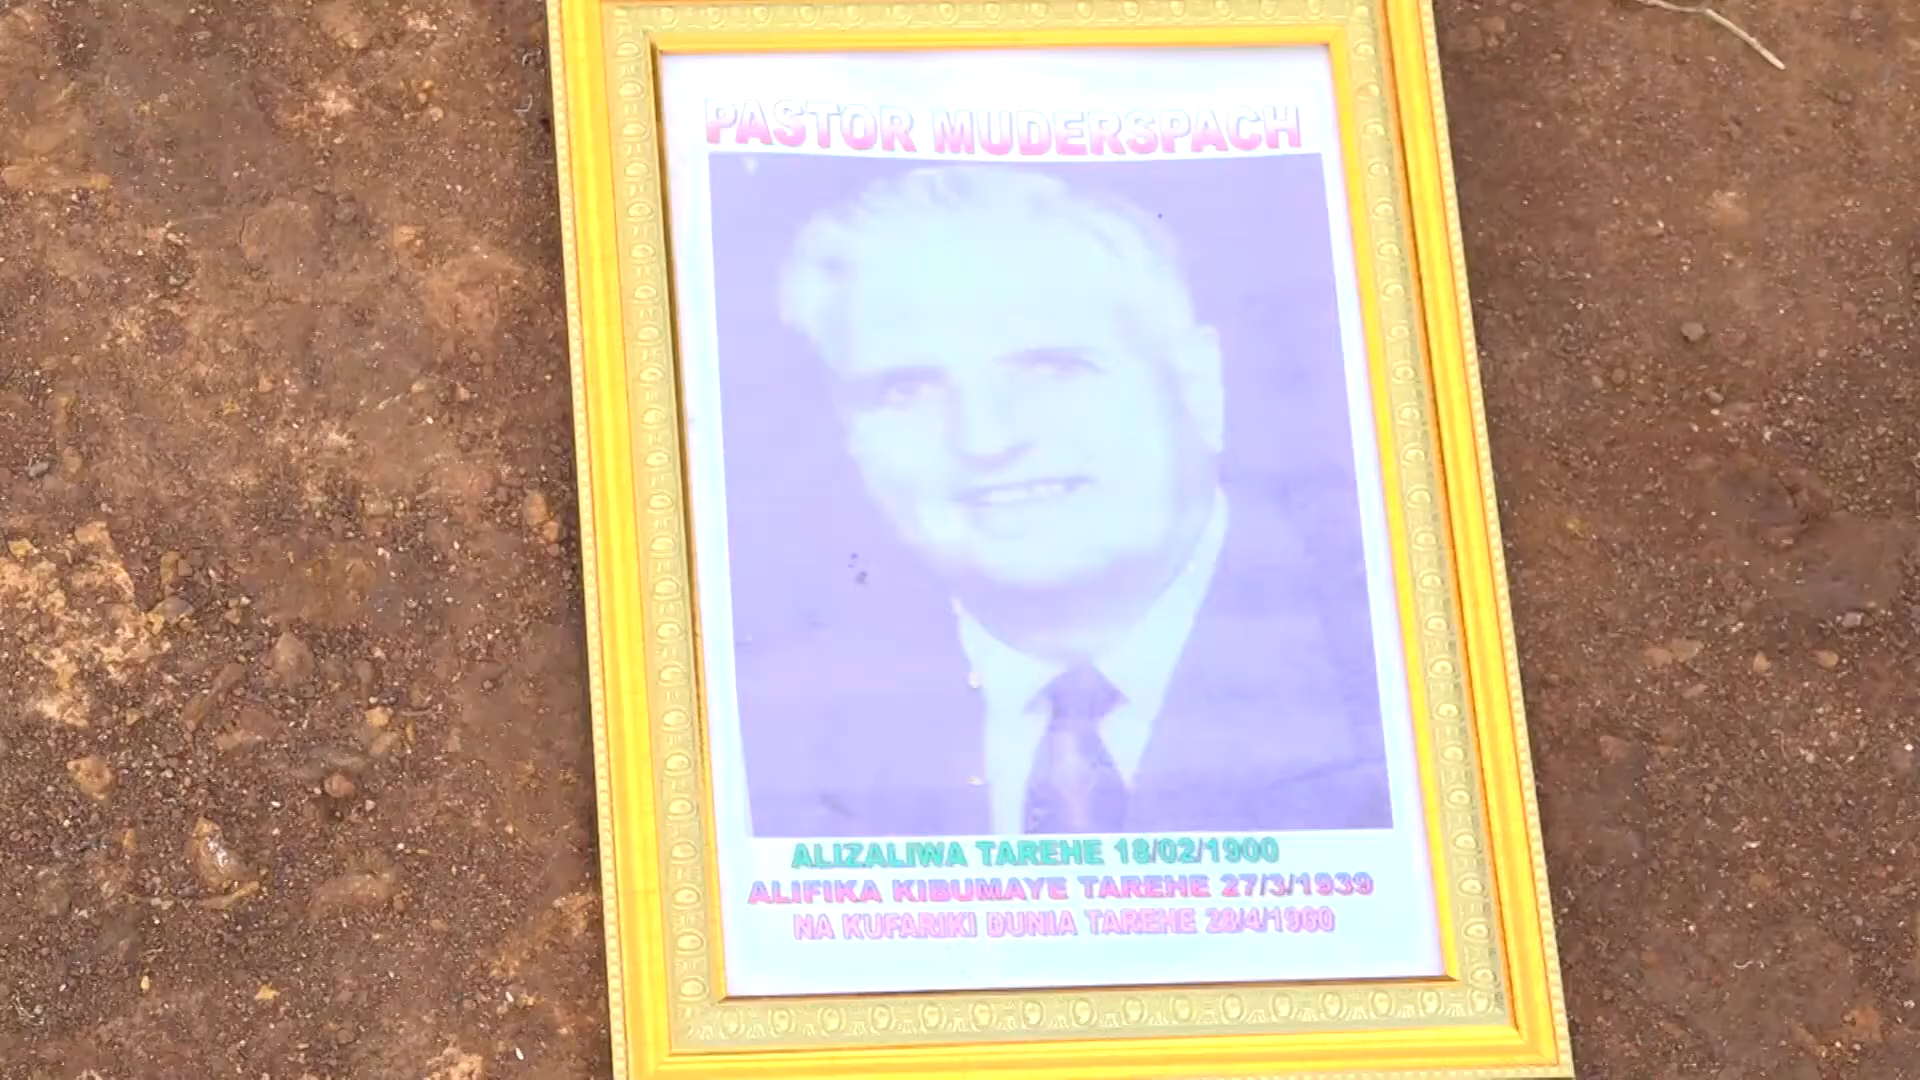 PASTOR MUDERSPACH
ALIZALIWA TAREHE 18/02/1900
ALIFIKA KIBUMAYE TAREHE 27/3/1939
NA KUFARIKI DUNIA TAREHE 28/4/1960